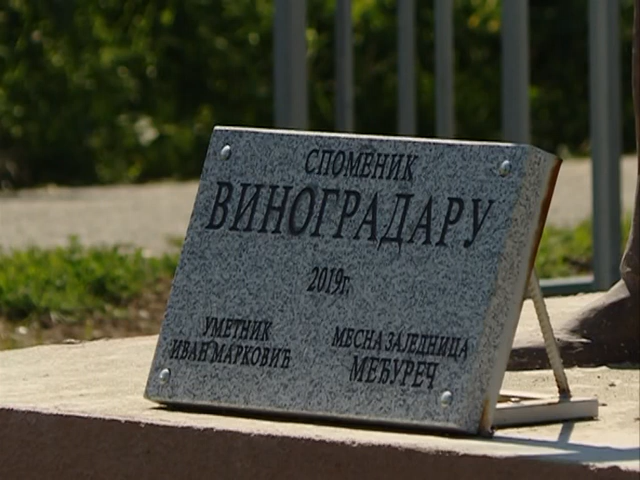 СПОМЕНИК
ВИНОГРАДАРУ
2019г.
УМЕТНИК
ИВАН МАРКОВИЋ
МЕСНА ЗАЈЕДНИЦА
МЕЂУРЕЧ